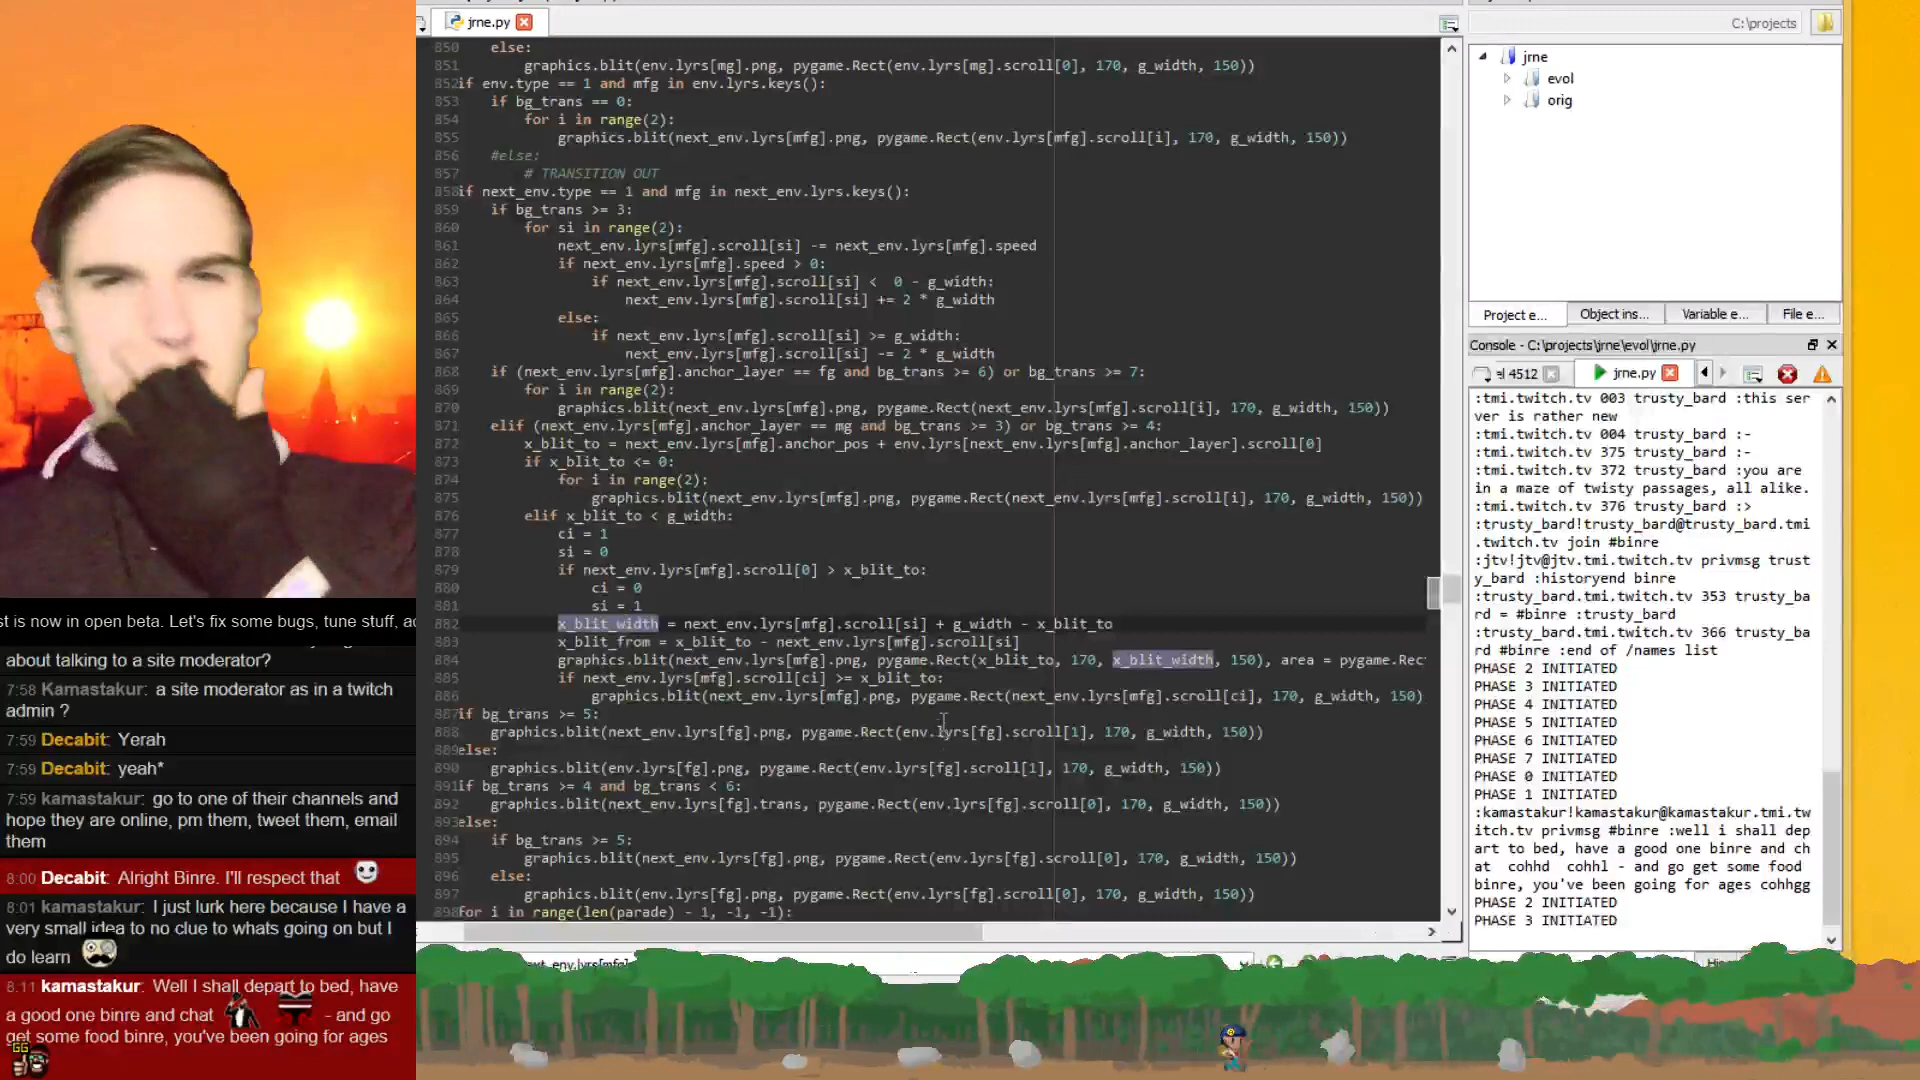 jrne.py
850 else:
851 graphics.blit(env.lyrs[mg].png, pygame.Rect(env.lyrs[mg].scroll[0], 170, g_width, 150))
852 if env.type == 1 and mfg in env.lyrs.keys():
853 if bg_trans == 0:
854 for i in range(2):
855 graphics.blit(next_env.lyrs[mfg].png, pygame.Rect(env.lyrs[mfg].scroll[i], 170, g_width, 150))
856 #else:
857 # TRANSITION OUT
858 if next_env.type == 1 and mfg in next_env.lyrs.keys():
859 if bg_trans >= 3:
860 for si in range(2):
861 next_env.lyrs[mfg].scroll[si] -= next_env.lyrs[mfg].speed
862 if next_env.lyrs[mfg].speed > 0:
863 if next_env.lyrs[mfg].scroll[si] < 0 - g_width:
864 next_env.lyrs[mfg].scroll[si] += 2 * g_width
865 else:
866 if next_env.lyrs[mfg].scroll[si] >= g_width:
867 next_env.lyrs[mfg].scroll[si] -= 2 * g_width
868 if (next_env.lyrs[mfg].anchor_layer == fg and bg_trans >= 6) or bg_trans >= 7:
869 for i in range(2):
870 graphics.blit(next_env.lyrs[mfg].png, pygame.Rect(next_env.lyrs[mfg].scroll[i], 170, g_width, 150))
871 elif (next_env.lyrs[mfg].anchor_layer == mg and bg_trans >= 3) or bg_trans >= 4:
872 x_blit_to = next_env.lyrs[mfg].anchor_pos + env.lyrs[next_env.lyrs[mfg].anchor_layer].scroll[0]
873 if x_blit_to <= 0:
874 for i in range(2):
875 graphics.blit(next_env.lyrs[mfg].png, pygame.Rect(next_env.lyrs[mfg].scroll[i], 170, g_width, 150))
876 elif x_blit_to < g_width:
877 ci = 1
878 si = 0
879 if next_env.lyrs[mfg].scroll[0] > x_blit_to:
880 ci = 0
881 si = 1
882 x_blit_width = next_env.lyrs[mfg].scroll[si] + g_width - x_blit_to
883 x_blit_from = x_blit_to - next_env.lyrs[mfg].scroll[si]
884 graphics.blit(next_env.lyrs[mfg].png, pygame.Rect(x_blit_to, 170, x_blit_width, 150), area = pygame.Rec
885 if next_env.lyrs[mfg].scroll[ci] >= x_blit_to:
886 graphics.blit(next_env.lyrs[mfg].png, pygame.Rect(next_env.lyrs[mfg].scroll[ci], 170, g_width, 150)
887 if bg_trans >= 5:
888 graphics.blit(next_env.lyrs[fg].png, pygame.Rect(env.lyrs[fg].scroll[1], 170, g_width, 150))
889 else:
890 graphics.blit(env.lyrs[fg].png, pygame.Rect(env.lyrs[fg].scroll[1], 170, g_width, 150))
891 if bg_trans >= 4 and bg_trans < 6:
892 graphics.blit(next_env.lyrs[fg].trans, pygame.Rect(env.lyrs[fg].scroll[0], 170, g_width, 150))
893 else:
894 if bg_trans >= 5:
895 graphics.blit(next_env.lyrs[fg].png, pygame.Rect(env.lyrs[fg].scroll[0], 170, g_width, 150))
896 else:
897 graphics.blit(env.lyrs[fg].png, pygame.Rect(env.lyrs[fg].scroll[0], 170, g_width, 150))
898 for i in range(len(parade) - 1, -1, -1):
ext_env.lyrs[mfg]
C:\projects
jrne
evol
orig
Project e...
Object ins...
Variable e...
File e...
Console - C:\projects\jrne\evol\jrne.py
el 4512
jrne.py
:tmi.twitch.tv 003 trusty_bard :this ser
ver is rather new
:tmi.twitch.tv 004 trusty_bard :-
:tmi.twitch.tv 375 trusty_bard :-
:tmi.twitch.tv 372 trusty_bard :you are
in a maze of twisty passages, all alike.
:tmi.twitch.tv 376 trusty_bard :>
:trusty_bard!trusty_bard@trusty_bard.tmi
.twitch.tv join #binre
:jtv!jtv@jtv.tmi.twitch.tv privmsg trust
y_bard :historyend binre
:trusty_bard.tmi.twitch.tv 353 trusty_ba
rd = #binre :trusty_bard
:trusty_bard.tmi.twitch.tv 366 trusty_ba
rd #binre :end of /names list
PHASE 2 INITIATED
PHASE 3 INITIATED
PHASE 4 INITIATED
PHASE 5 INITIATED
PHASE 6 INITIATED
PHASE 7 INITIATED
PHASE 0 INITIATED
PHASE 1 INITIATED
:kamastakur!kamastakur@kamastakur.tmi.tw
itch.tv privmsg #binre :well i shall dep
art to bed, have a good one binre and ch
at cohhd cohhl - and go get some food
binre, you've been going for ages cohhgg
PHASE 2 INITIATED
PHASE 3 INITIATED
st is now in open beta. Let's fix some bugs, tune stuff, ac
about talking to a site moderator?
7:58 Kamastakur: a site moderator as in a twitch
admin ?
7:59 Decabit: Yerah
7:59 Decabit: yeah*
7:59 kamastakur: go to one of their channels and
hope they are online, pm them, tweet them, email
them
8:00 Decabit: Alright Binre. I'll respect that
8:01 kamastakur: I just lurk here because I have a
very small idea to no clue to whats going on but I
do learn
8:11 kamastakur: Well I shall depart to bed, have
a good one binre and chat - and go
get some food binre, you've been going for ages
GG